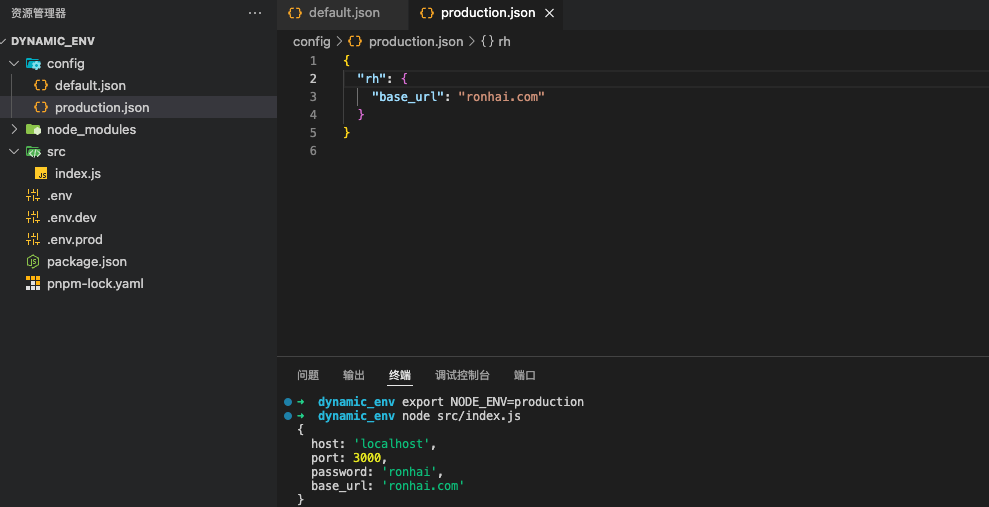 资源管理器 ···
DYNAMIC_ENV
config
default.json
production.json
node_modules
src
index.js
.env
.env.dev
.env.prod
package.json
pnpm-lock.yaml
default.json production.json ×
config > {} production.json > {} rh
1 {
2 "rh": {
3 "base_url": "ronhai.com"
4 }
5 }
6
问题 输出 终端 调试控制台 端口
➜ dynamic_env export NODE_ENV=production
➜ dynamic_env node src/index.js
{
host: 'localhost',
port: 3000,
password: 'ronhai',
base_url: 'ronhai.com'
}